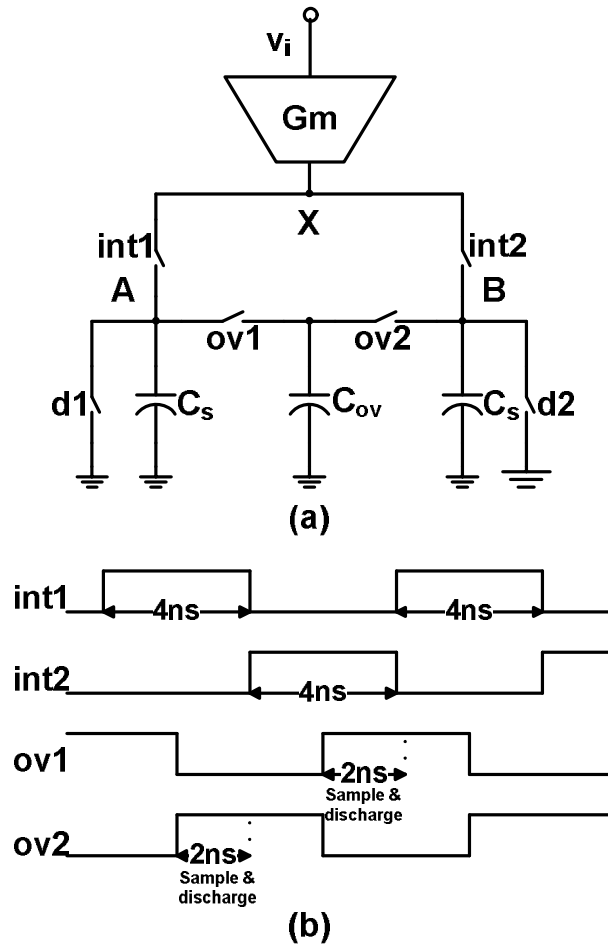 vi
Gm
X
int1
int2
A
B
ov1
ov2
d1
Cs
Cov
Cs
d2
(a)
int1
4ns
4ns
int2
4ns
ov1
2ns
Sample &
discharge
ov2
2ns
Sample &
discharge
(b)